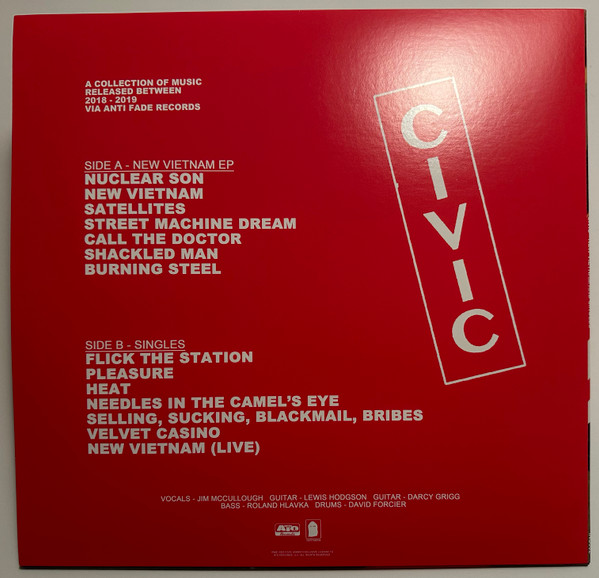 A COLLECTION OF MUSIC
RELEASED BETWEEN
2018 - 2019
VIA ANTI FADE RECORDS
CIVIC
SIDE A - NEW VIETNAM EP
NUCLEAR SON
NEW VIETNAM
SATELLITES
STREET MACHINE DREAM
CALL THE DOCTOR
SHACKLED MAN
BURNING STEEL
SIDE B - SINGLES
FLICK THE STATION
PLEASURE
HEAT
NEEDLES IN THE CAMEL'S EYE
SELLING, SUCKING, BLACKMAIL, BRIBES
VELVET CASINO
NEW VIETNAM (LIVE)
VOCALS - JIM MCCULLOUGH GUITAR - LEWIS HODGSON GUITAR - DARCY GRIGG
BASS - ROLAND HLAVKA DRUMS - DAVID FORCIER
ATO